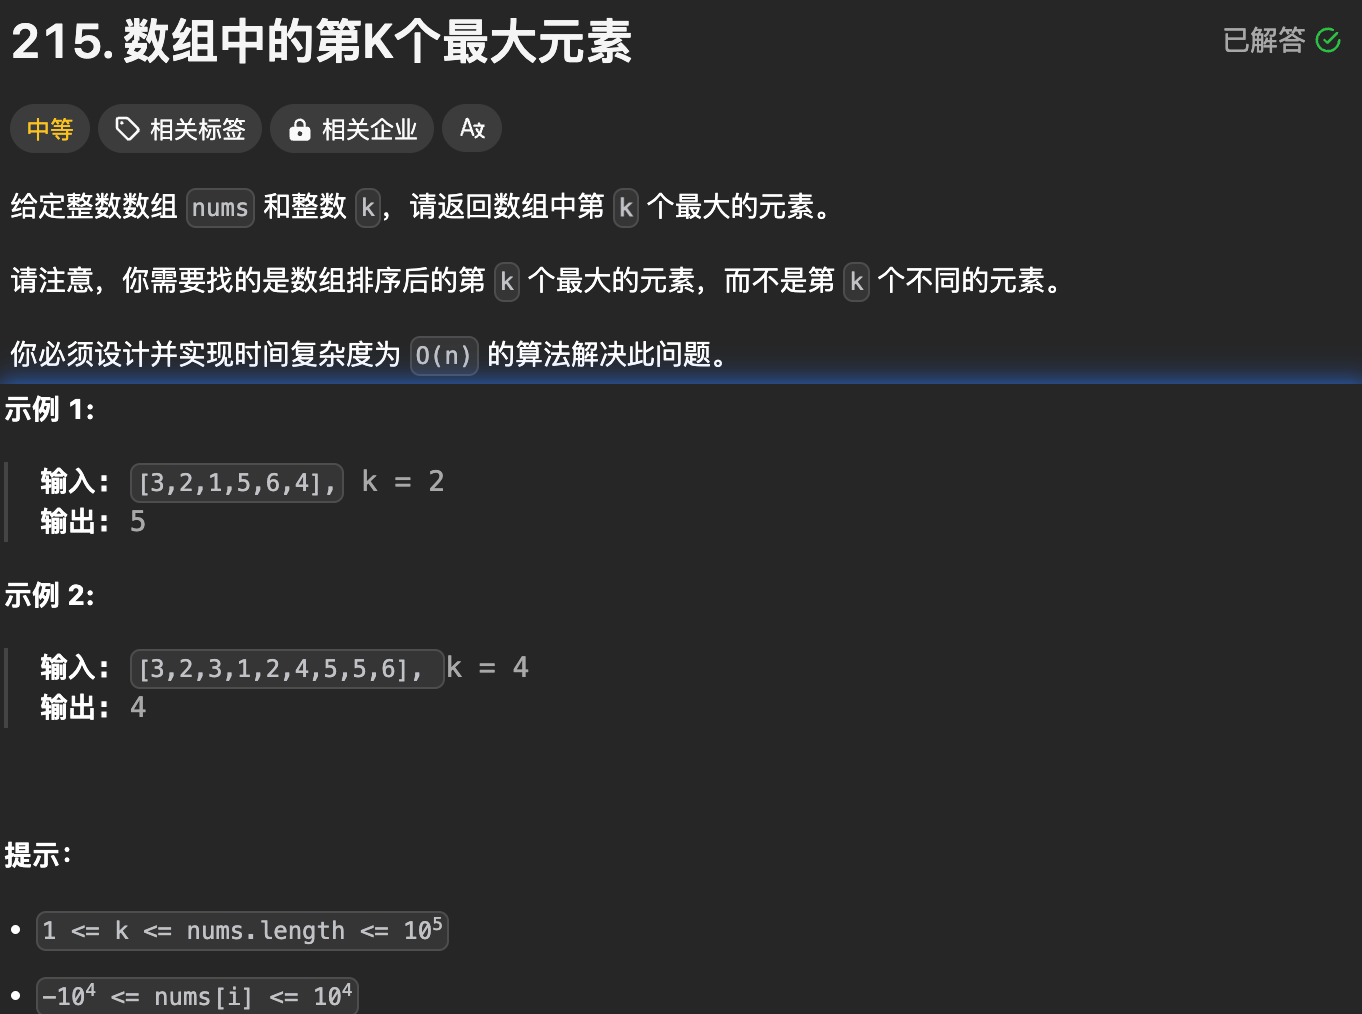 215. 数组中的第K个最大元素
已解答
中等 相关标签 相关企业 A文
给定整数数组 nums 和整数 k，请返回数组中第 k 个最大的元素。
请注意，你需要找的是数组排序后的第 k 个最大的元素，而不是第 k 个不同的元素。
你必须设计并实现时间复杂度为 O(n) 的算法解决此问题。
示例 1:
输入: [3,2,1,5,6,4], k = 2
输出: 5
示例 2:
输入: [3,2,3,1,2,4,5,5,6], k = 4
输出: 4
提示：
• 1 <= k <= nums.length <= 10⁵
• -10⁴ <= nums[i] <= 10⁴